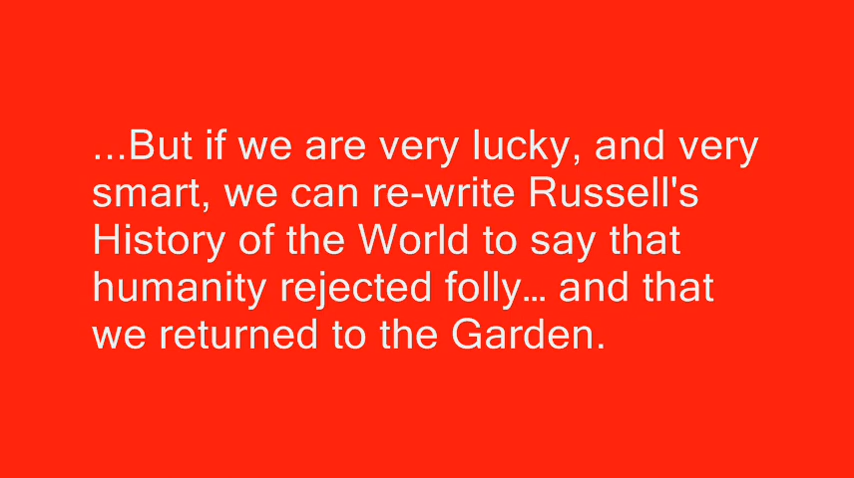 ...But if we are very lucky, and very
smart, we can re-write Russell's
History of the World to say that
humanity rejected folly… and that
we returned to the Garden.